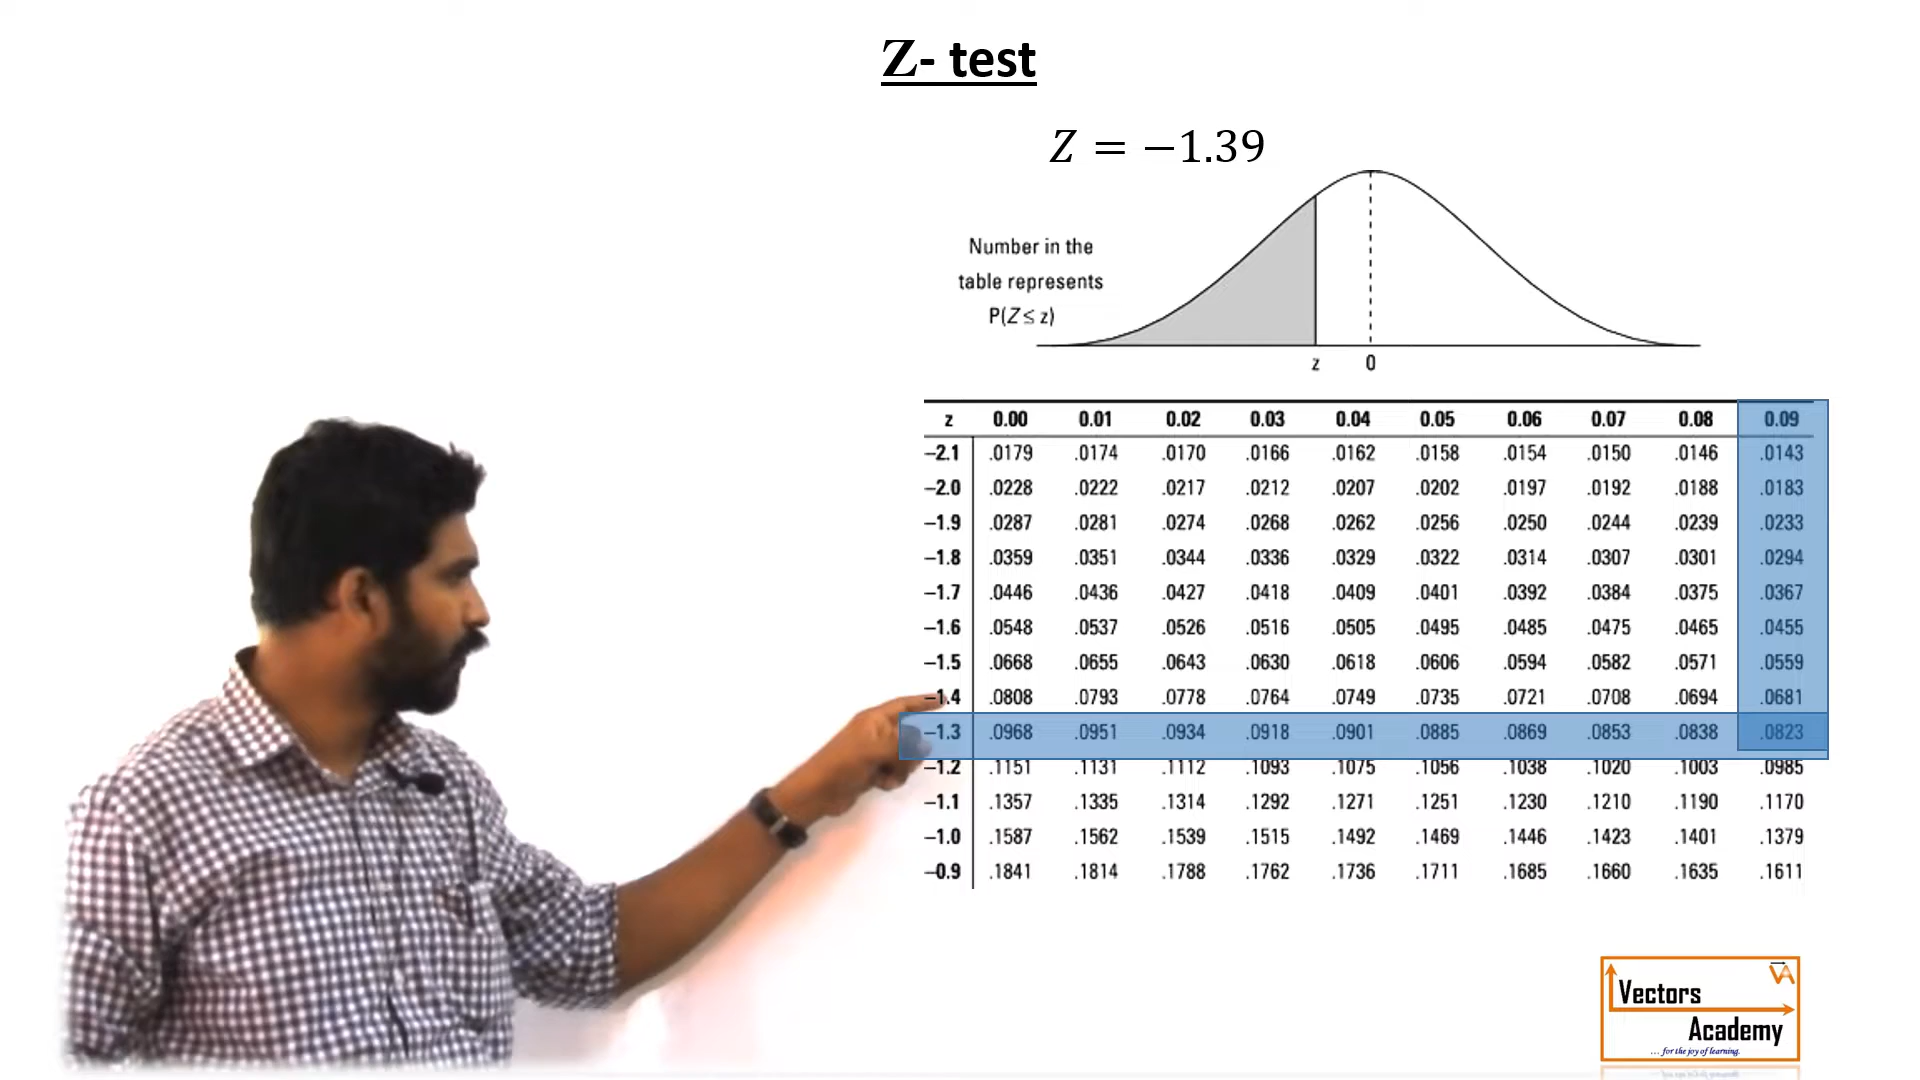 Z- test
Z = −1.39
Number in the
table represents
P(Z ≤ z)
z 0
z 0.00 0.01 0.02 0.03 0.04 0.05 0.06 0.07 0.08 0.09
–2.1 .0179 .0174 .0170 .0166 .0162 .0158 .0154 .0150 .0146 .0143
–2.0 .0228 .0222 .0217 .0212 .0207 .0202 .0197 .0192 .0188 .0183
–1.9 .0287 .0281 .0274 .0268 .0262 .0256 .0250 .0244 .0239 .0233
–1.8 .0359 .0351 .0344 .0336 .0329 .0322 .0314 .0307 .0301 .0294
–1.7 .0446 .0436 .0427 .0418 .0409 .0401 .0392 .0384 .0375 .0367
–1.6 .0548 .0537 .0526 .0516 .0505 .0495 .0485 .0475 .0465 .0455
–1.5 .0668 .0655 .0643 .0630 .0618 .0606 .0594 .0582 .0571 .0559
–1.4 .0808 .0793 .0778 .0764 .0749 .0735 .0721 .0708 .0694 .0681
–1.3 .0968 .0951 .0934 .0918 .0901 .0885 .0869 .0853 .0838 .0823
–1.2 .1151 .1131 .1112 .1093 .1075 .1056 .1038 .1020 .1003 .0985
–1.1 .1357 .1335 .1314 .1292 .1271 .1251 .1230 .1210 .1190 .1170
–1.0 .1587 .1562 .1539 .1515 .1492 .1469 .1446 .1423 .1401 .1379
–0.9 .1841 .1814 .1788 .1762 .1736 .1711 .1685 .1660 .1635 .1611
VA
Vectors
Academy
... for the joy of learning.